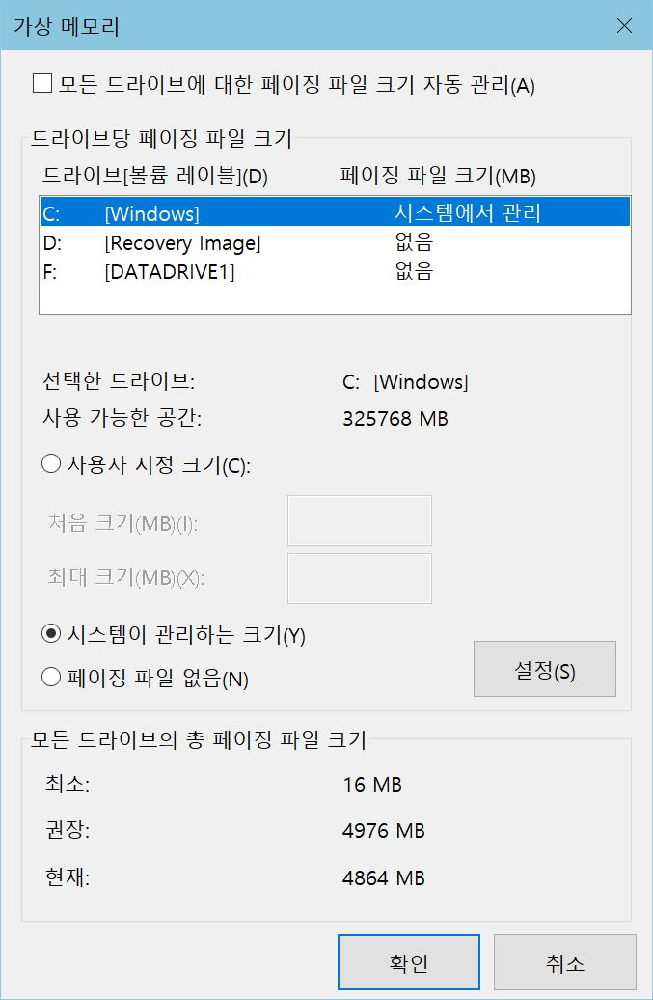 가상 메모리
모든 드라이브에 대한 페이징 파일 크기 자동 관리(A)
드라이브당 페이징 파일 크기
드라이브[볼륨 레이블](D) 페이징 파일 크기(MB)
C: [Windows] 시스템에서 관리
D: [Recovery Image] 없음
F: [DATADRIVE1] 없음
선택한 드라이브: C: [Windows]
사용 가능한 공간: 325768 MB
사용자 지정 크기(C):
처음 크기(MB)(I):
최대 크기(MB)(X):
시스템이 관리하는 크기(Y)
페이징 파일 없음(N)
설정(S)
모든 드라이브의 총 페이징 파일 크기
최소: 16 MB
권장: 4976 MB
현재: 4864 MB
확인 취소